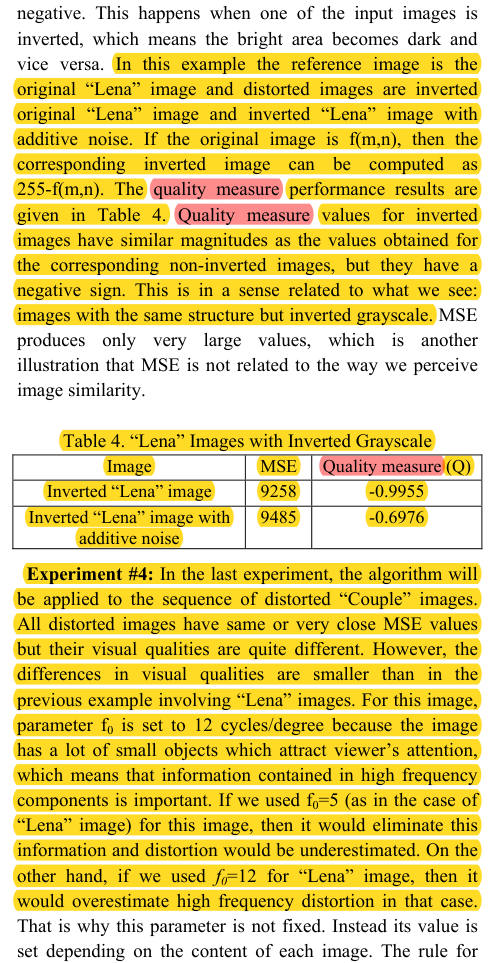 negative. This happens when one of the input images is
inverted, which means the bright area becomes dark and
vice versa. In this example the reference image is the
original “Lena” image and distorted images are inverted
original “Lena” image and inverted “Lena” image with
additive noise. If the original image is f(m,n), then the
corresponding inverted image can be computed as
255-f(m,n). The quality measure performance results are
given in Table 4. Quality measure values for inverted
images have similar magnitudes as the values obtained for
the corresponding non-inverted images, but they have a
negative sign. This is in a sense related to what we see:
images with the same structure but inverted grayscale. MSE
produces only very large values, which is another
illustration that MSE is not related to the way we perceive
image similarity.
Table 4. “Lena” Images with Inverted Grayscale
Image MSE Quality measure (Q)
Inverted “Lena” image 9258 -0.9955
Inverted “Lena” image with 9485 -0.6976
additive noise
Experiment #4: In the last experiment, the algorithm will
be applied to the sequence of distorted “Couple” images.
All distorted images have same or very close MSE values
but their visual qualities are quite different. However, the
differences in visual qualities are smaller than in the
previous example involving “Lena” images. For this image,
parameter f₀ is set to 12 cycles/degree because the image
has a lot of small objects which attract viewer’s attention,
which means that information contained in high frequency
components is important. If we used f₀=5 (as in the case of
“Lena” image) for this image, then it would eliminate this
information and distortion would be underestimated. On the
other hand, if we used f₀=12 for “Lena” image, then it
would overestimate high frequency distortion in that case.
That is why this parameter is not fixed. Instead its value is
set depending on the content of each image. The rule for